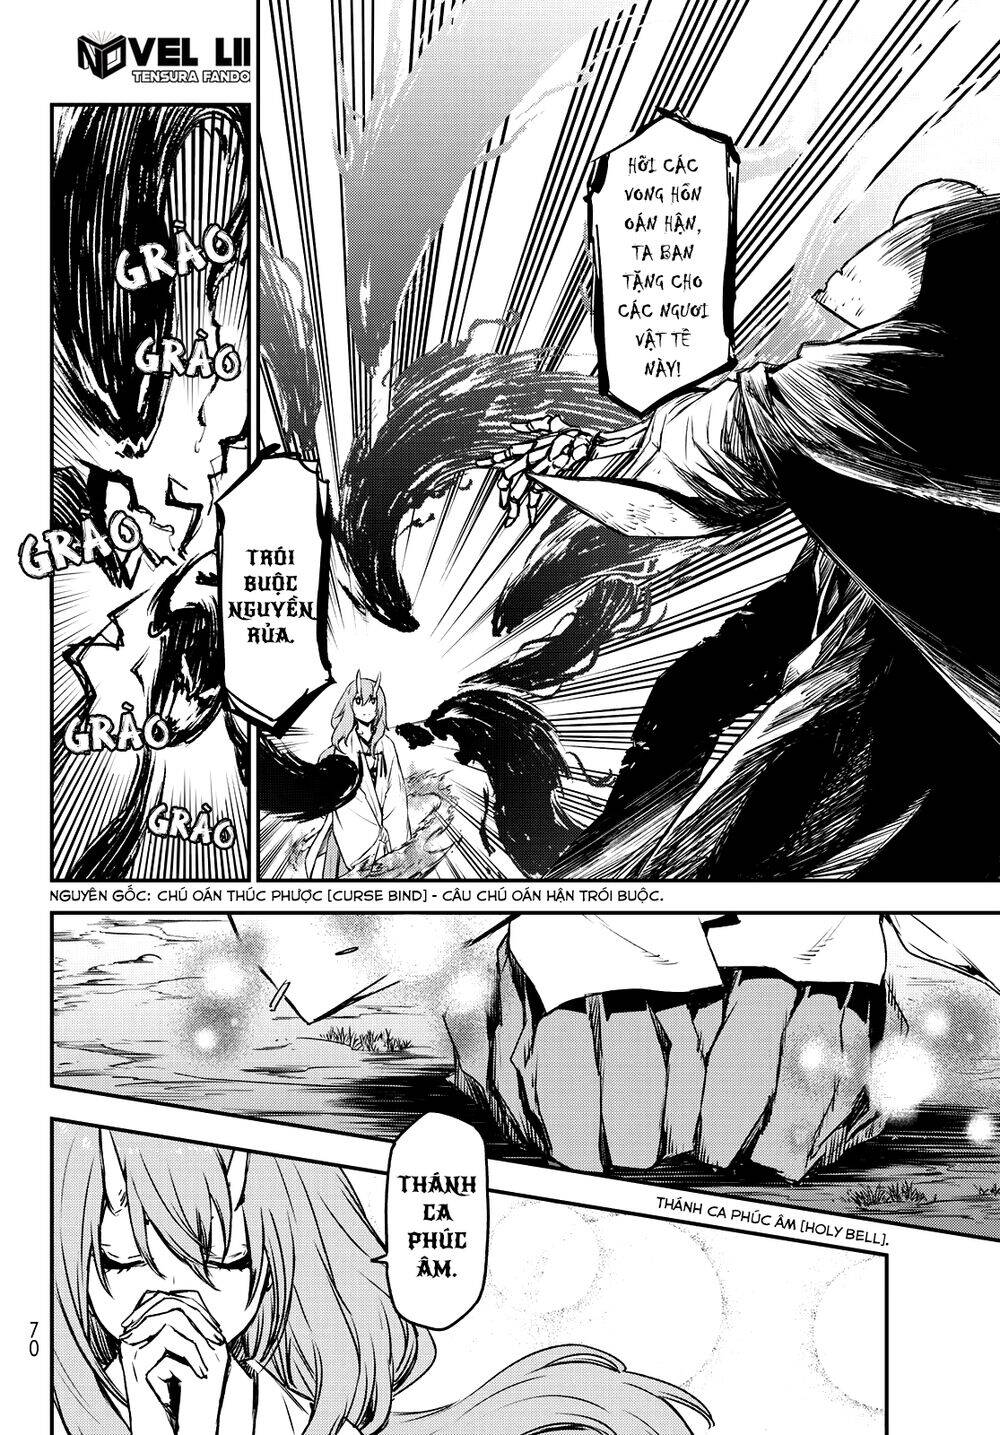 NOVEL LII
TENSURA FANDO
HỠI CÁC
VONG HỒN
OÁN HẬN,
TA BAN
TẶNG CHO
CÁC NGƯƠI
VẬT TẾ
NÀY!
GRÀO
GRÀO
GRÀO
GRÀO
GRÀO
TRÓI
BUỘC
NGUYỀN
RỦA.
NGUYÊN GỐC: CHÚ OÁN THÚC PHƯỢC [CURSE BIND] - CÂU CHÚ OÁN HẬN TRÓI BUỘC.
THÁNH
CA
PHÚC
ÂM.
THÁNH CA PHÚC ÂM [HOLY BELL].
70